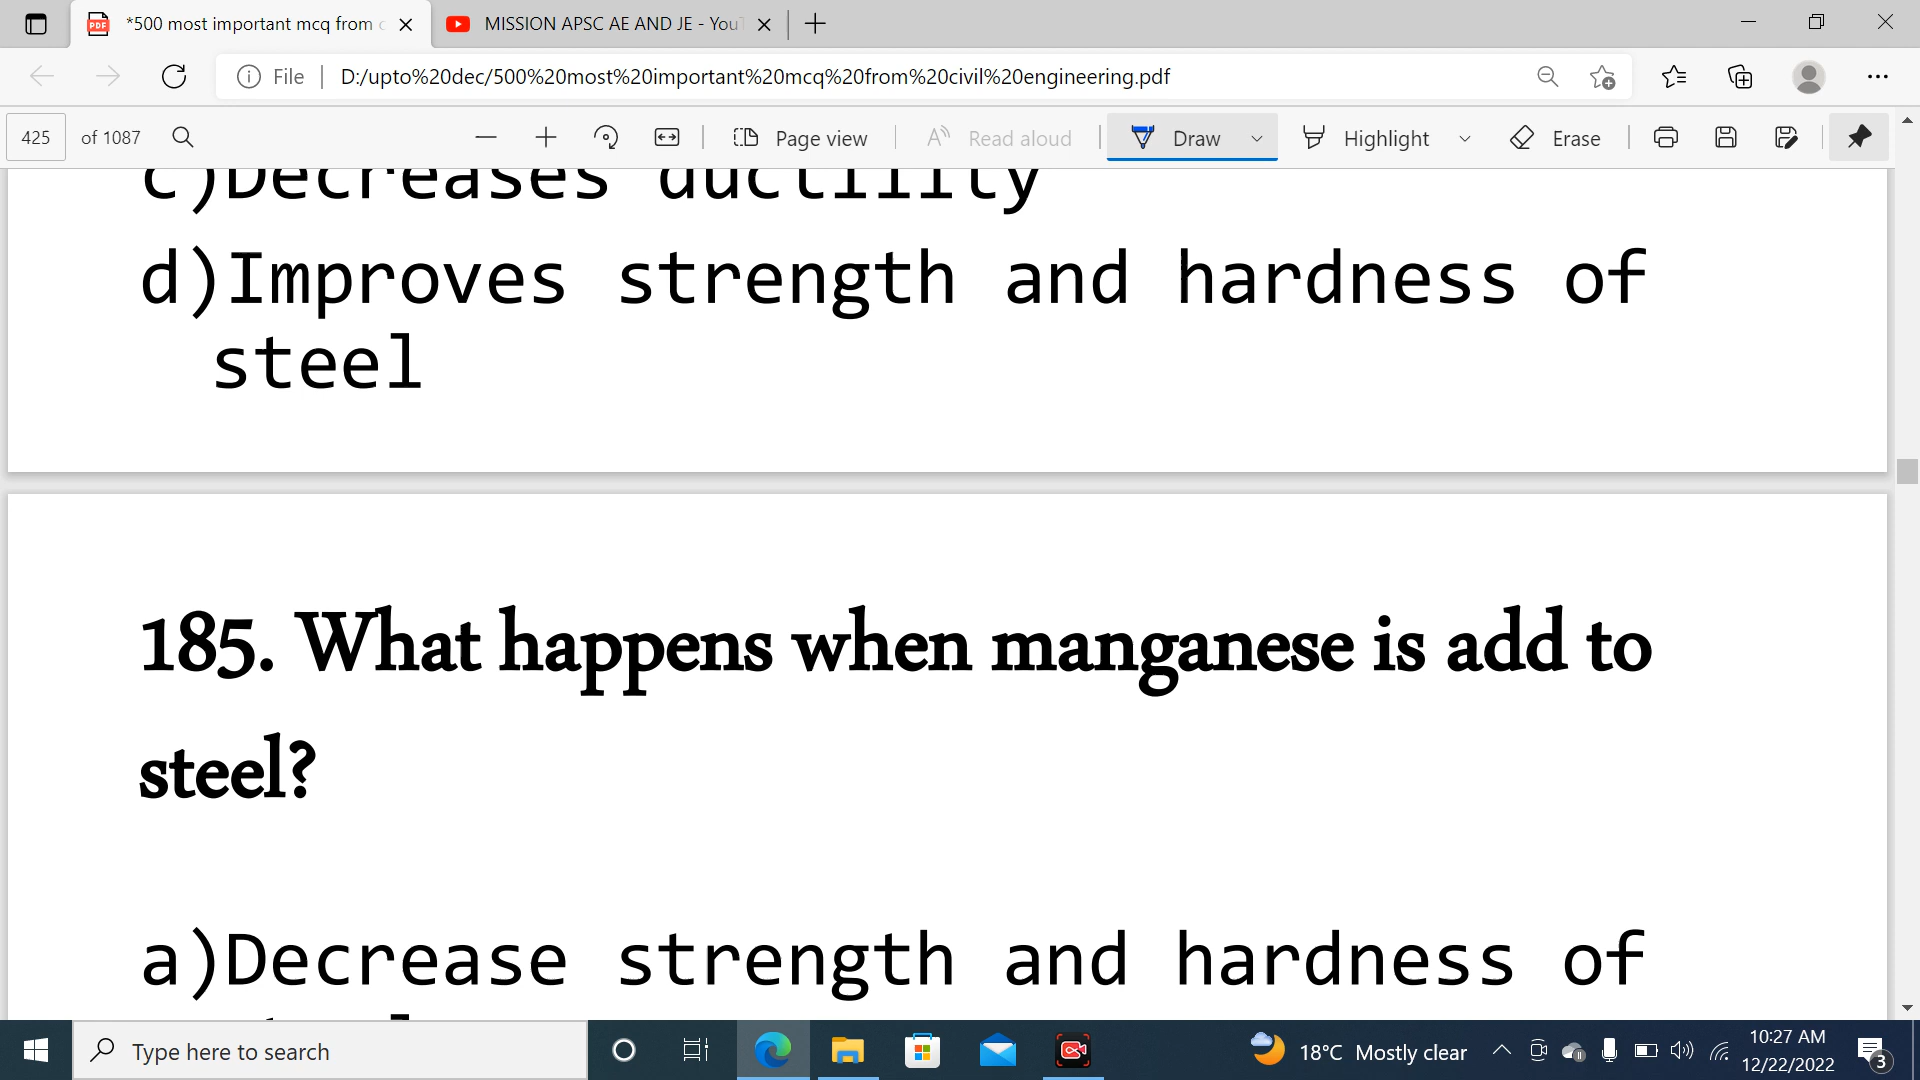 *500 most important mcq from c
MISSION APSC AE AND JE - YouT
File
D:/upto%20dec/500%20most%20important%20mcq%20from%20civil%20engineering.pdf
425 of 1087
Page view
Read aloud
Draw
Highlight
Erase
c)Decreases ductility
d)Improves strength and hardness of
steel
185. What happens when manganese is add to
steel?
a)Decrease strength and hardness of
Type here to search
18°C Mostly clear
10:27 AM
12/22/2022
3